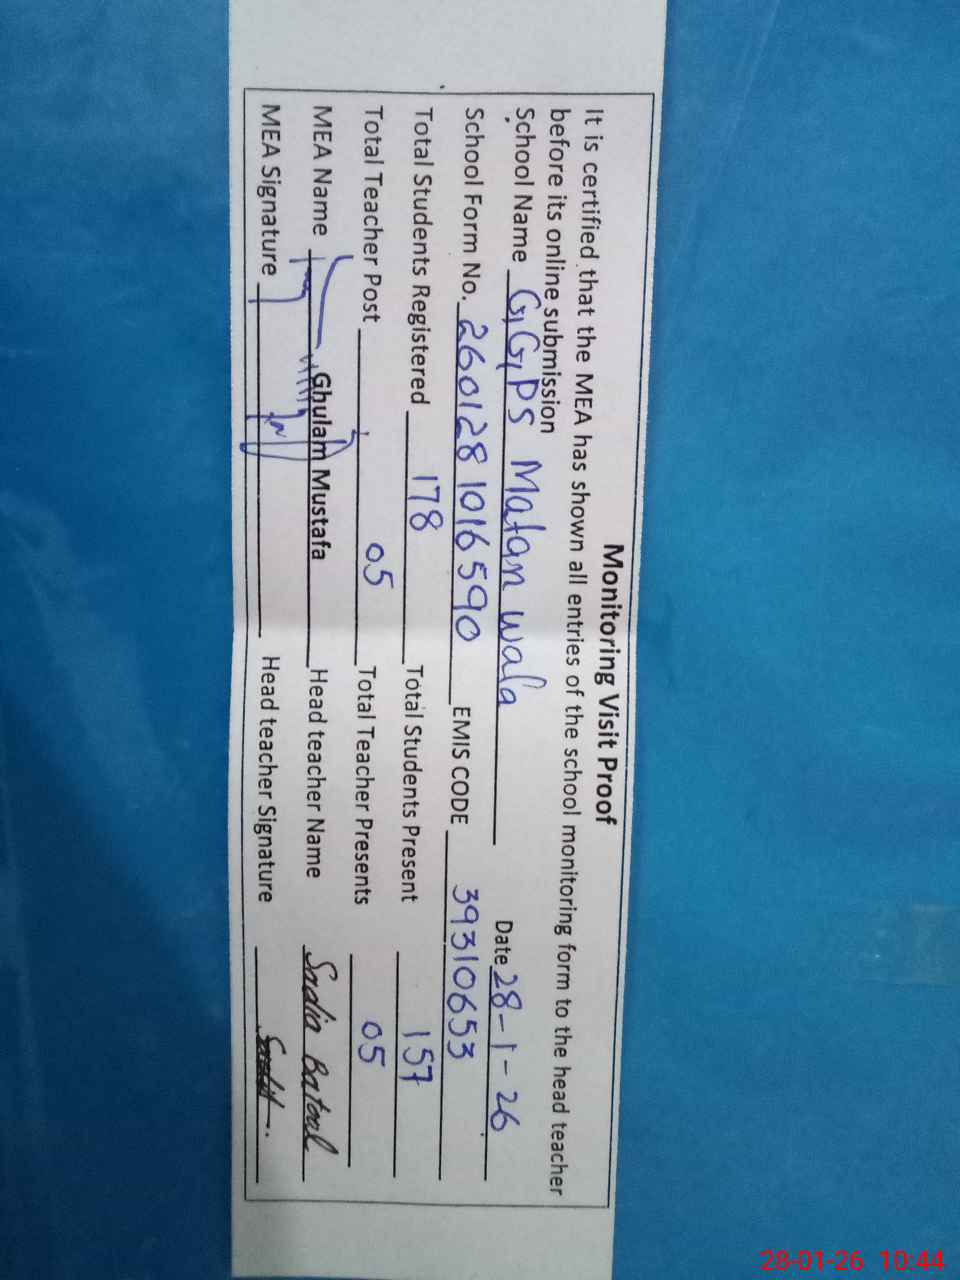 Monitoring Visit Proof
It is certified that the MEA has shown all entries of the school monitoring form to the head teacher
before its online submission
School Name GGPS Matan wala Date 28-1-26
School Form No. 2601281016590 EMIS CODE 39310653
Total Students Registered 178 Total Students Present 157
Total Teacher Post 05 Total Teacher Presents 05
MEA Name Ghulam Mustafa Head teacher Name Sadia Batool
MEA Signature Head teacher Signature
28-01-26 10:44